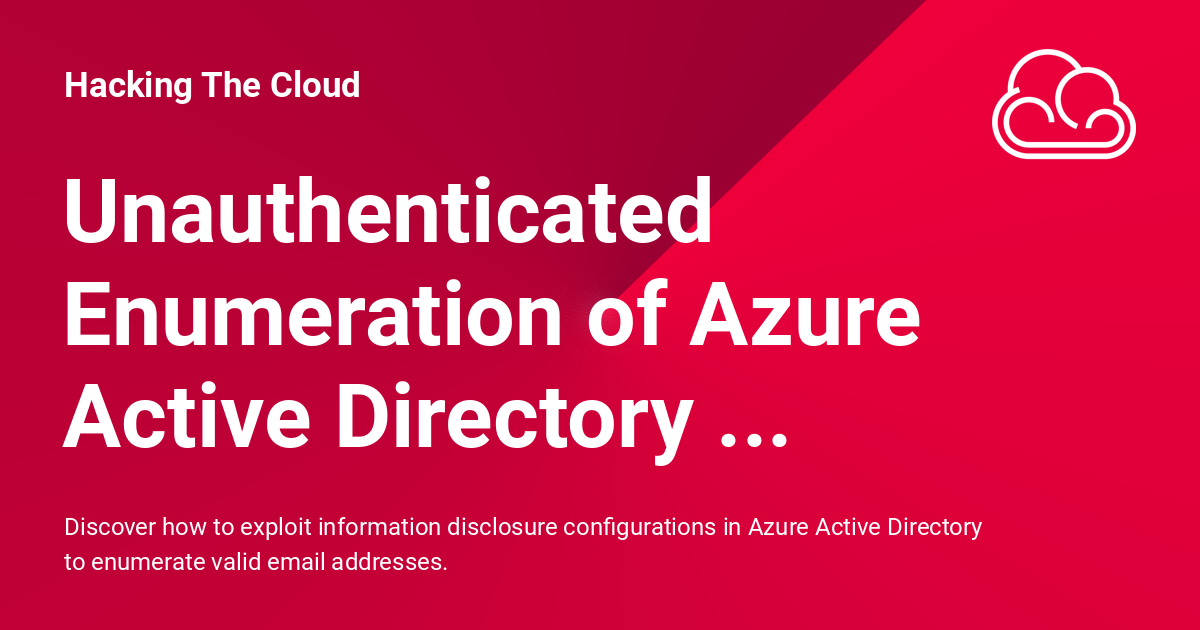 Hacking The Cloud
Unauthenticated
Enumeration of Azure
Active Directory ...
Discover how to exploit information disclosure configurations in Azure Active Directory
to enumerate valid email addresses.